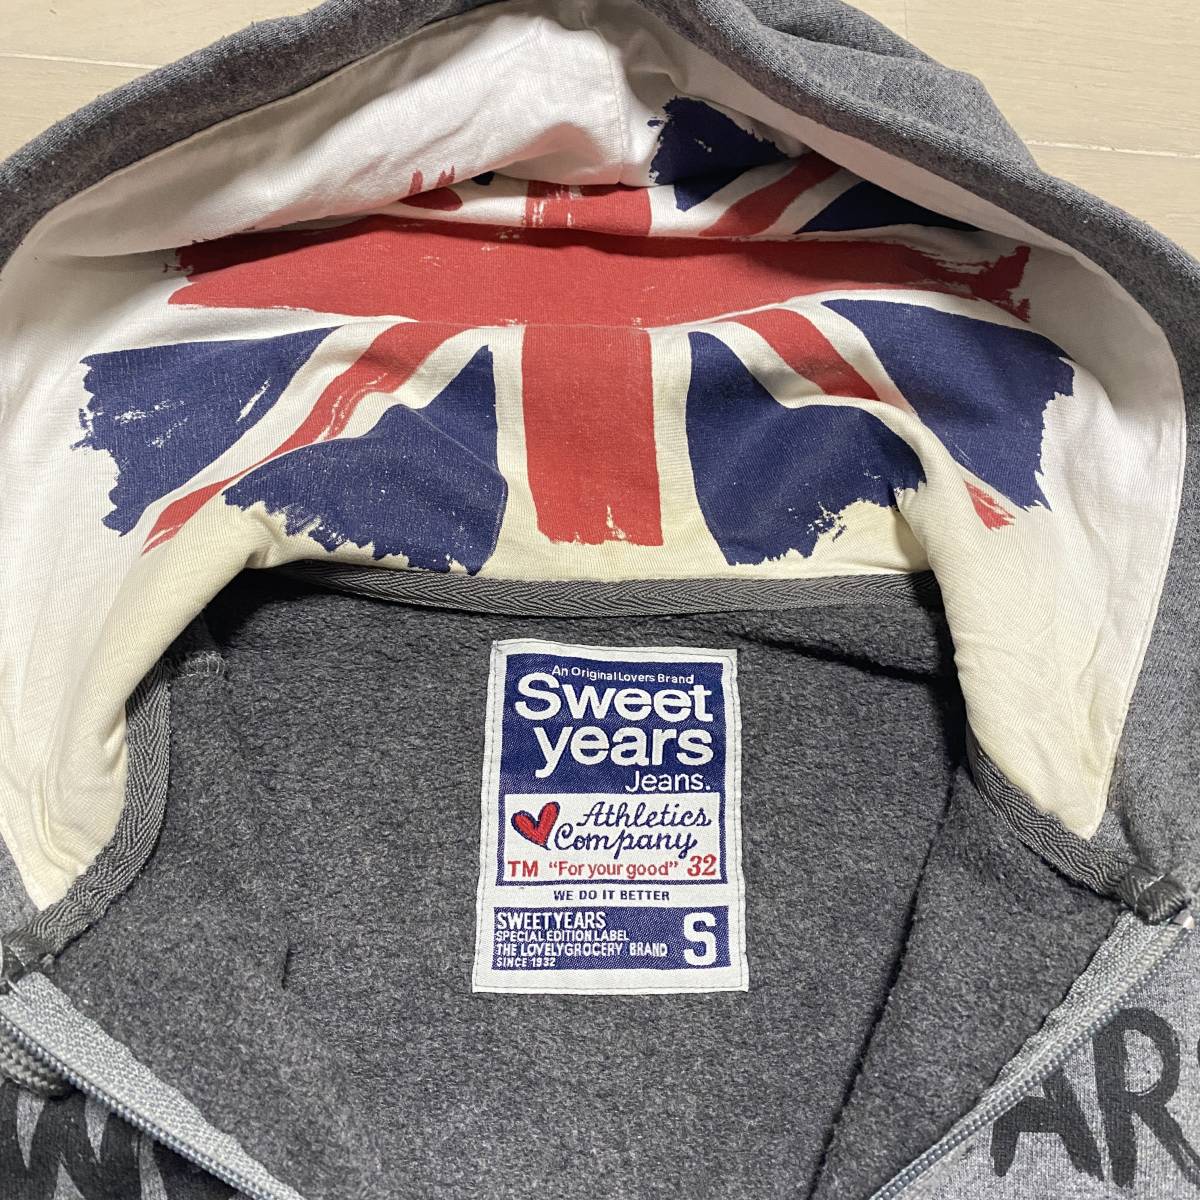 An Original Lovers Brand
Sweet
years
Jeans.
Athletics
Company
TM "For your good" 32
WE DO IT BETTER
SWEETYEARS
SPECIAL EDITION LABEL
THE LOVELYGROCERY BRAND
SINCE 1932
S
AR